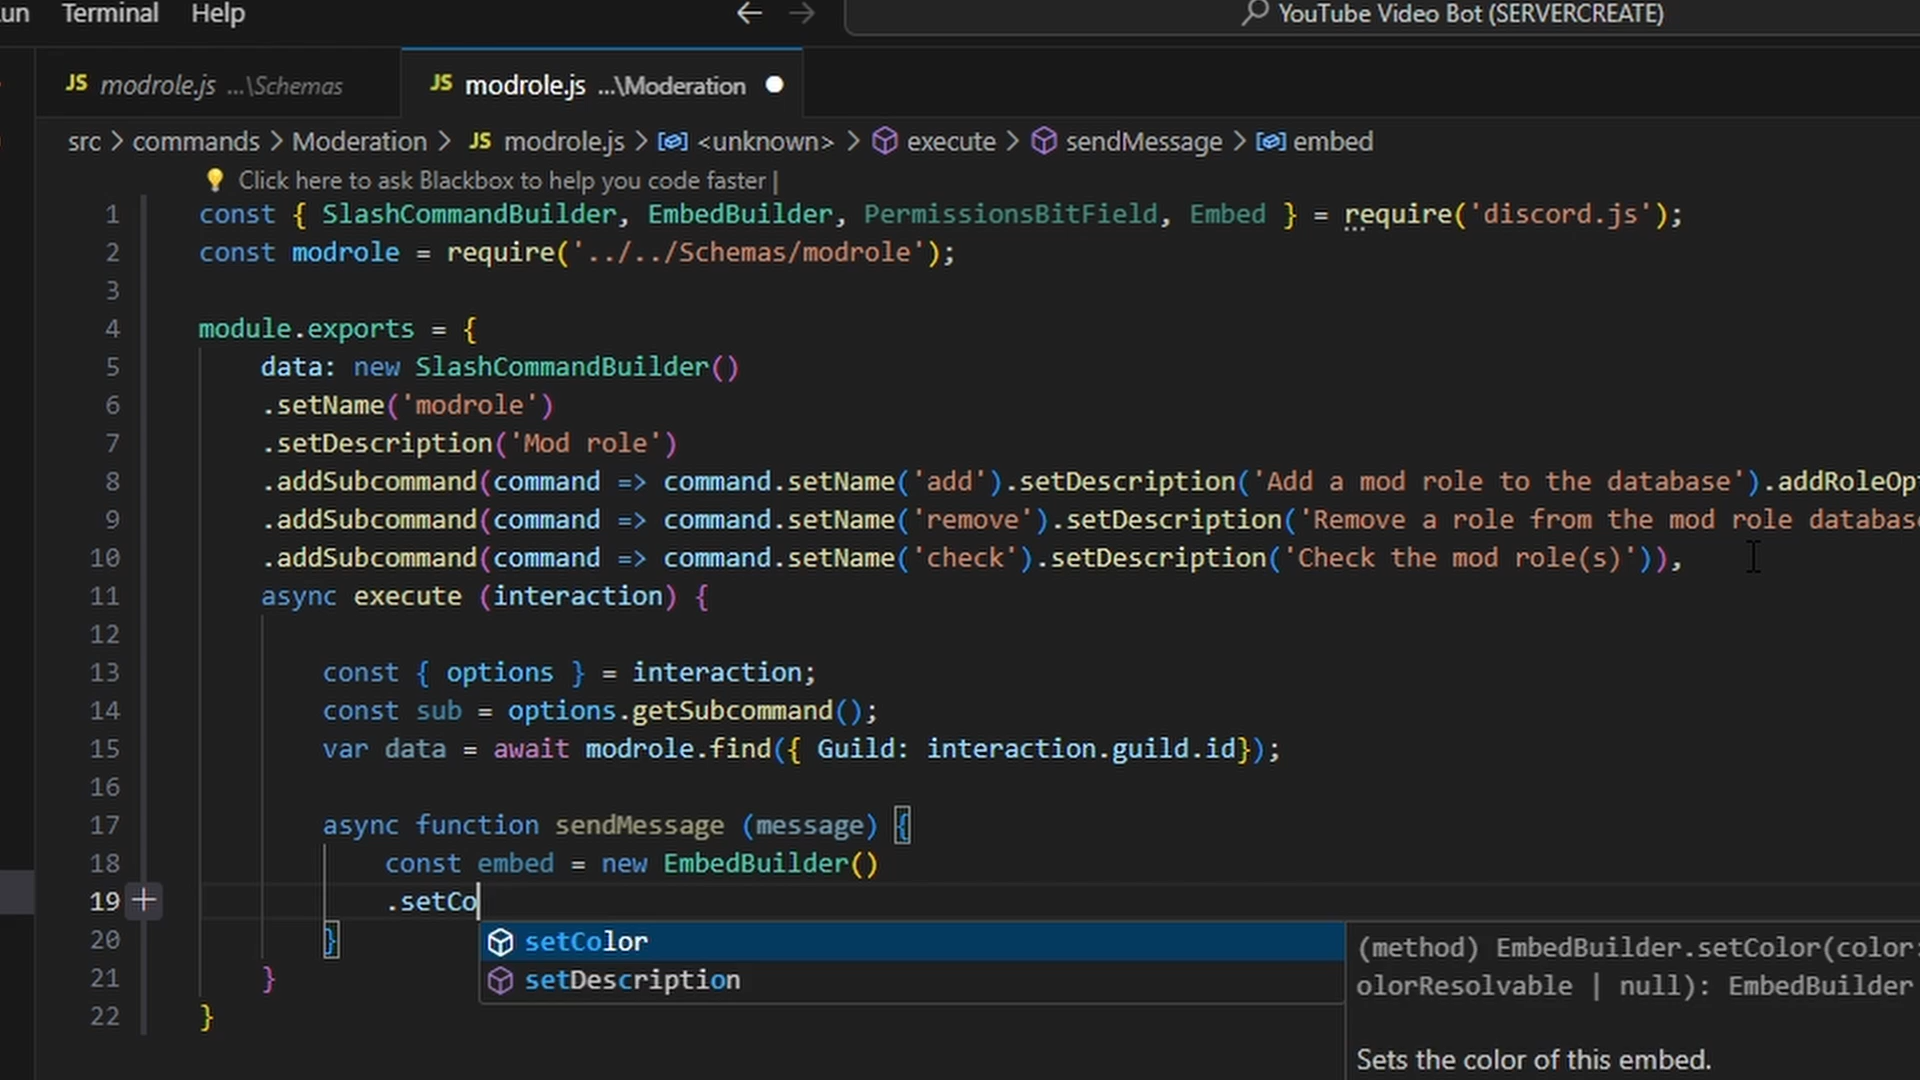 Terminal Help YouTube Video Bot (SERVERCREATE)
JS modrole.js ...\Schemas JS modrole.js ...\Moderation
src > commands > Moderation > JS modrole.js > <unknown> > execute > sendMessage > embed
Click here to ask Blackbox to help you code faster |
1 const { SlashCommandBuilder, EmbedBuilder, PermissionsBitField, Embed } = require('discord.js');
2 const modrole = require('../../Schemas/modrole');
3
4 module.exports = {
5 data: new SlashCommandBuilder()
6 .setName('modrole')
7 .setDescription('Mod role')
8 .addSubcommand(command => command.setName('add').setDescription('Add a mod role to the database').addRoleOpt
9 .addSubcommand(command => command.setName('remove').setDescription('Remove a role from the mod role databas
10 .addSubcommand(command => command.setName('check').setDescription('Check the mod role(s)')),
11 async execute (interaction) {
12
13 const { options } = interaction;
14 const sub = options.getSubcommand();
15 var data = await modrole.find({ Guild: interaction.guild.id});
16
17 async function sendMessage (message) {
18 const embed = new EmbedBuilder()
19 .setCo
20 }
21 }
22 }
setColor
setDescription
(method) EmbedBuilder.setColor(color:
olorResolvable | null): EmbedBuilder
Sets the color of this embed.